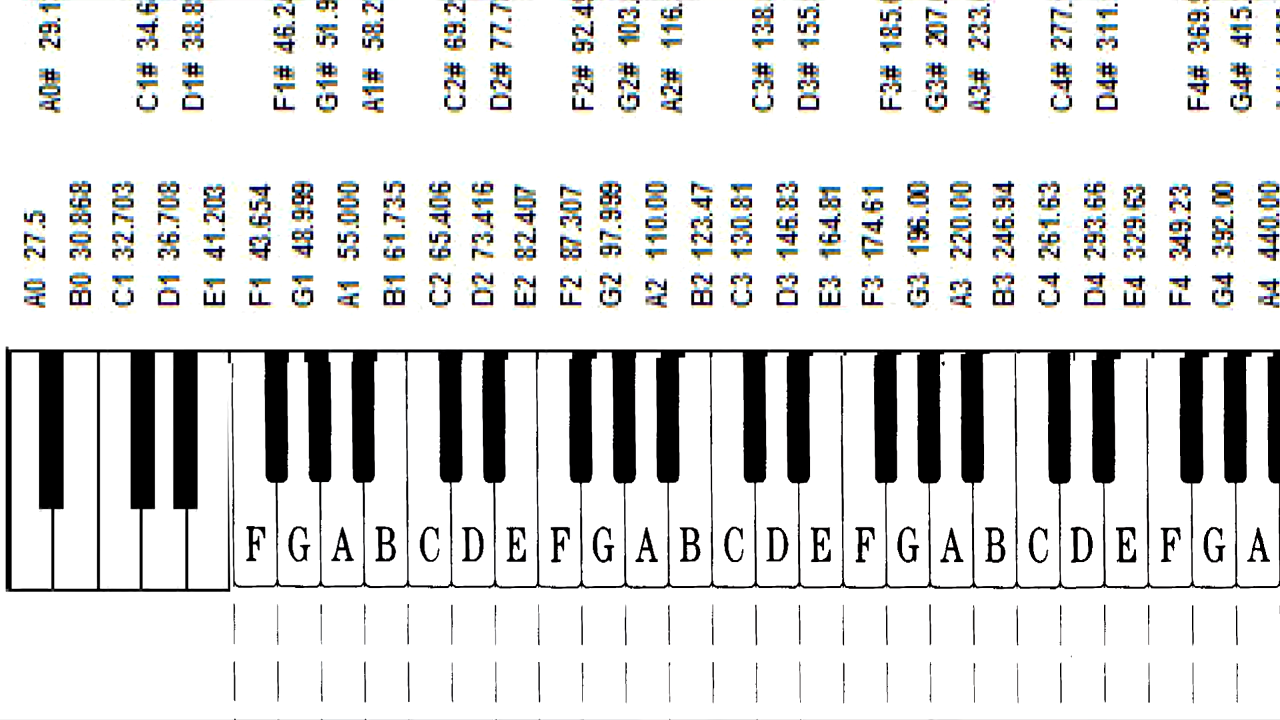 A0# 29.1
C1# 34.6
D1# 38.8
F1# 46.24
G1# 51.9
A1# 58.2
C2# 69.2
D2# 77.7
F2# 92.49
G2# 103.
A2# 116.
C3# 138.
D3# 155.
F3# 185.
G3# 207.
A3# 233.
C4# 277.
D4# 311.
F4# 369.
G4# 415.
A0 27.5
B0 30.868
C1 32.703
D1 36.708
E1 41.203
F1 43.654
G1 48.999
A1 55.000
B1 61.735
C2 65.406
D2 73.416
E2 82.407
F2 87.307
G2 97.999
A2 110.00
B2 123.47
C3 130.81
D3 146.83
E3 164.81
F3 174.61
G3 196.00
A3 220.00
B3 246.94
C4 261.63
D4 293.66
E4 329.63
F4 349.23
G4 392.00
A4 440.00
F G A B C D E F G A B C D E F G A B C D E F G A